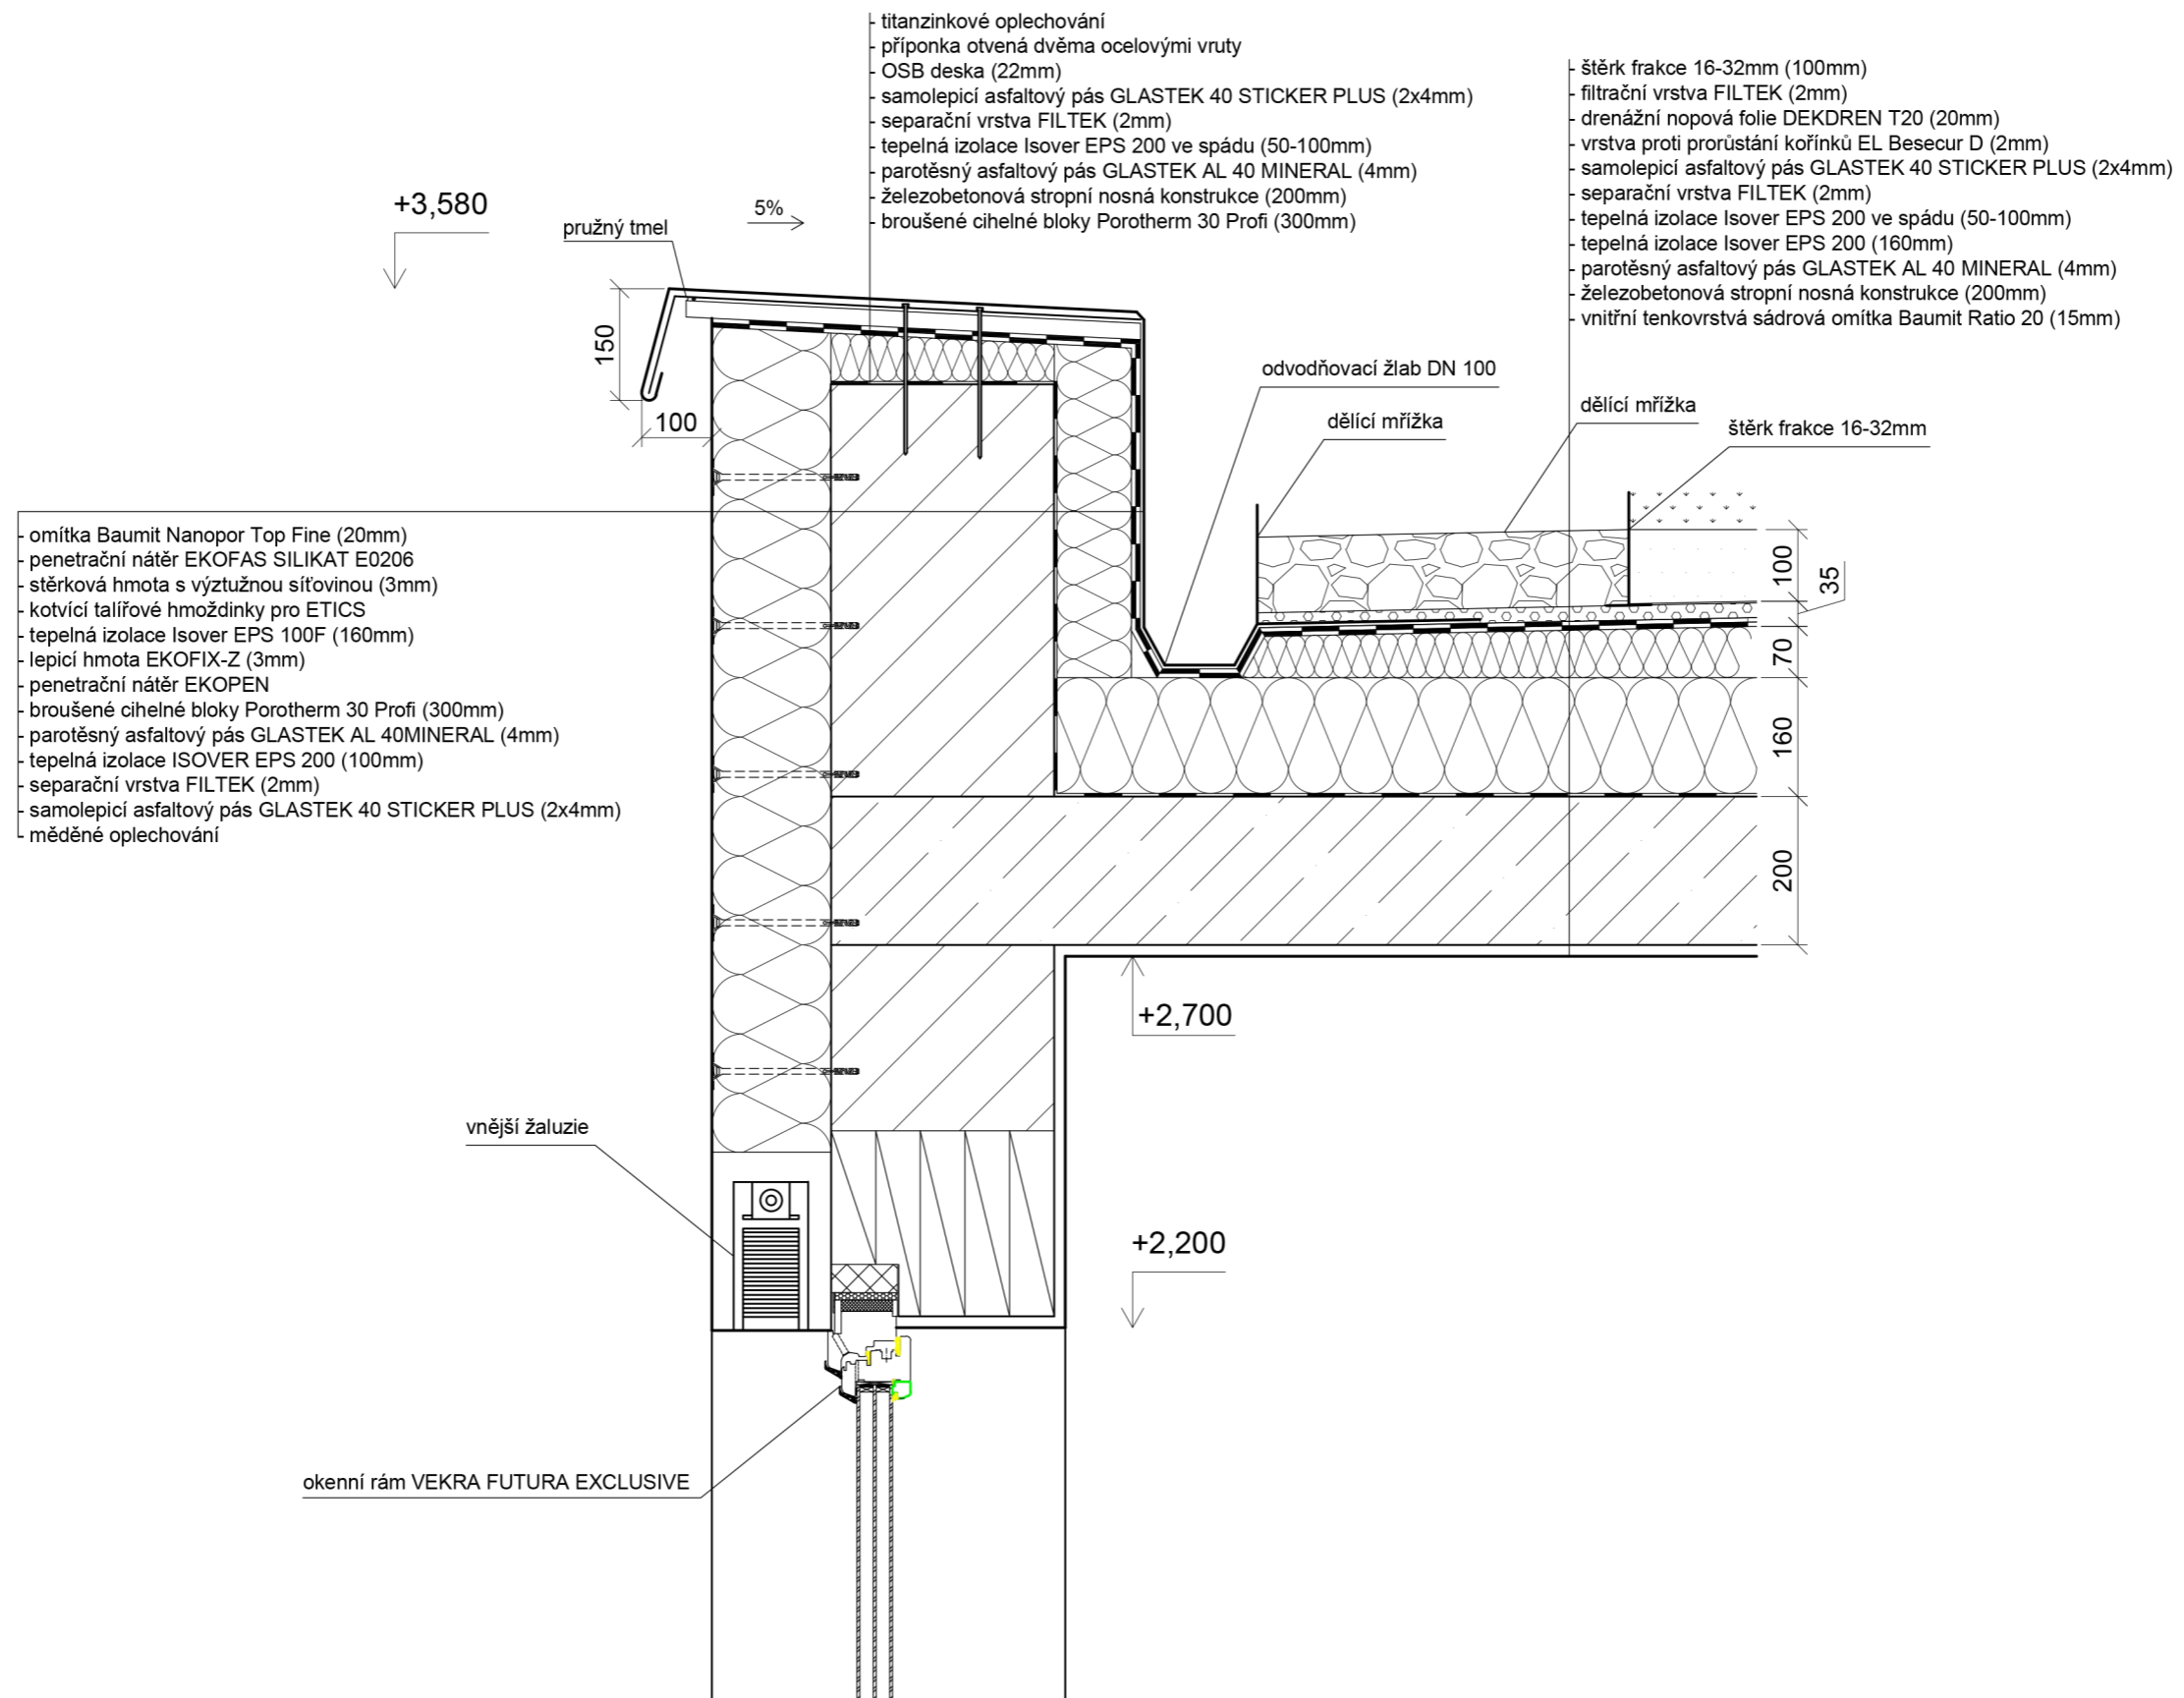 - titanzinkové oplechování
- příponka otvená dvěma ocelovými vruty
- OSB deska (22mm)
- samolepicí asfaltový pás GLASTEK 40 STICKER PLUS (2x4mm)
- separační vrstva FILTEK (2mm)
- tepelná izolace Isover EPS 200 ve spádu (50-100mm)
- parotěsný asfaltový pás GLASTEK AL 40 MINERAL (4mm)
- železobetonová stropní nosná konstrukce (200mm)
- broušené cihelné bloky Porotherm 30 Profi (300mm)
- štěrk frakce 16-32mm (100mm)
- filtrační vrstva FILTEK (2mm)
- drenážní nopová folie DEKDREN T20 (20mm)
- vrstva proti prorůstání kořínků EL Besecur D (2mm)
- samolepicí asfaltový pás GLASTEK 40 STICKER PLUS (2x4mm)
- separační vrstva FILTEK (2mm)
- tepelná izolace Isover EPS 200 ve spádu (50-100mm)
- tepelná izolace Isover EPS 200 (160mm)
- parotěsný asfaltový pás GLASTEK AL 40 MINERAL (4mm)
- železobetonová stropní nosná konstrukce (200mm)
- vnitřní tenkovrstvá sádrová omítka Baumit Ratio 20 (15mm)
+3,580
5%
pružný tmel
150
100
odvodňovací žlab DN 100
dělící mřížka
dělící mřížka
štěrk frakce 16-32mm
- omítka Baumit Nanopor Top Fine (20mm)
- penetrační nátěr EKOFAS SILIKAT E0206
- stěrková hmota s výztužnou síťovinou (3mm)
- kotvící talířové hmoždinky pro ETICS
- tepelná izolace Isover EPS 100F (160mm)
- lepicí hmota EKOFIX-Z (3mm)
- penetrační nátěr EKOPEN
- broušené cihelné bloky Porotherm 30 Profi (300mm)
- parotěsný asfaltový pás GLASTEK AL 40MINERAL (4mm)
- tepelná izolace ISOVER EPS 200 (100mm)
- separační vrstva FILTEK (2mm)
- samolepicí asfaltový pás GLASTEK 40 STICKER PLUS (2x4mm)
- měděné oplechování
100
35
70
160
200
+2,700
vnější žaluzie
+2,200
okenní rám VEKRA FUTURA EXCLUSIVE